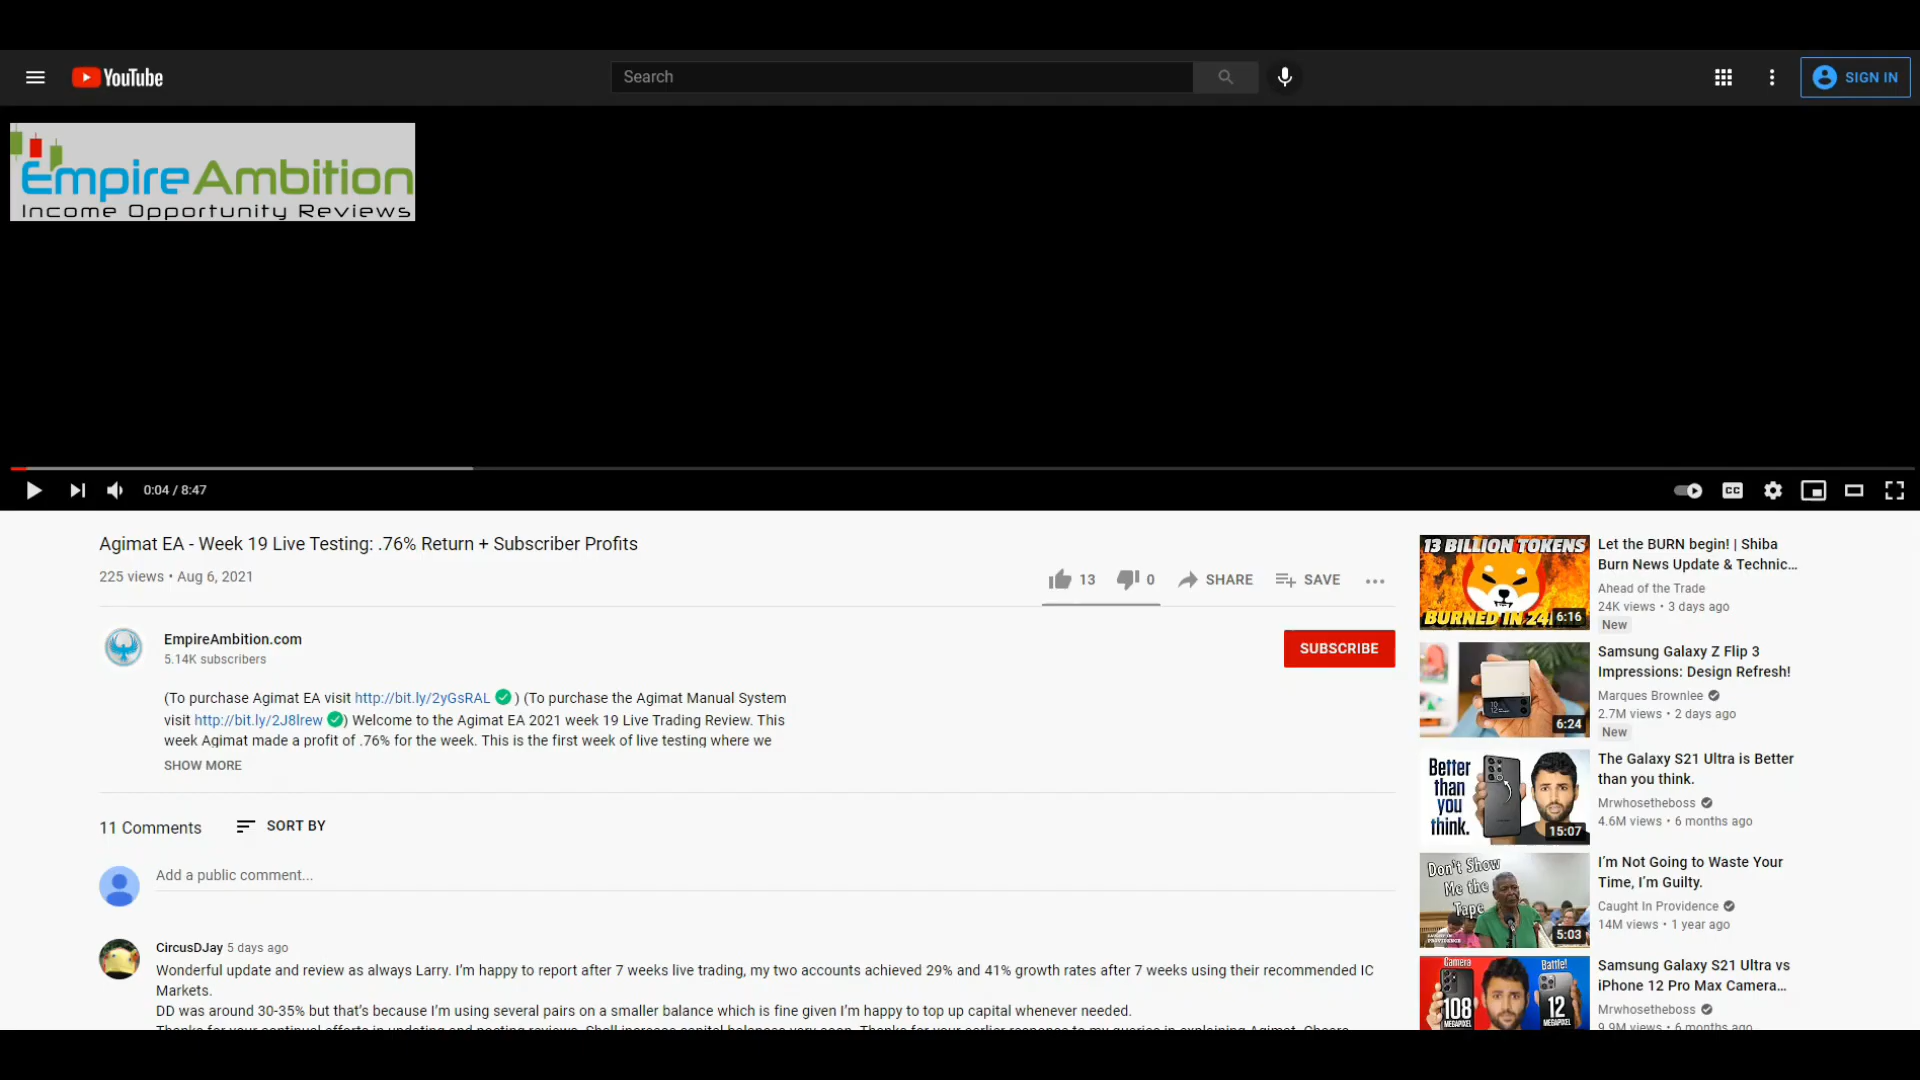 YouTube
Search
SIGN IN
EmpireAmbition
Income Opportunity Reviews
0:04 / 8:47
CC
Agimat EA - Week 19 Live Testing: .76% Return + Subscriber Profits
225 views • Aug 6, 2021
13
0
SHARE
SAVE
EmpireAmbition.com
5.14K subscribers
SUBSCRIBE
(To purchase Agimat EA visit http://bit.ly/2yGsRAL ) (To purchase the Agimat Manual System
visit http://bit.ly/2J8lrew ) Welcome to the Agimat EA 2021 week 19 Live Trading Review. This
week Agimat made a profit of .76% for the week. This is the first week of live testing where we
SHOW MORE
11 Comments
SORT BY
Add a public comment...
CircusDJay 5 days ago
Wonderful update and review as always Larry. I'm happy to report after 7 weeks live trading, my two accounts achieved 29% and 41% growth rates after 7 weeks using their recommended IC
Markets.
DD was around 30-35% but that's because I'm using several pairs on a smaller balance which is fine given I'm happy to top up capital whenever needed.
13 BILLION TOKENS
BURNED IN 24
6:16
Let the BURN begin! | Shiba
Burn News Update & Technic...
Ahead of the Trade
24K views • 3 days ago
New
6:24
Samsung Galaxy Z Flip 3
Impressions: Design Refresh!
Marques Brownlee
2.7M views • 2 days ago
New
Better
than
you
think.
15:07
The Galaxy S21 Ultra is Better
than you think.
Mrwhosetheboss
4.6M views • 6 months ago
Don't Show
Me the
Tape
5:03
I'm Not Going to Waste Your
Time, I'm Guilty.
Caught In Providence
14M views • 1 year ago
Camera
Battle!
108
MEGAPIXEL
12
MEGAPIXEL
Samsung Galaxy S21 Ultra vs
iPhone 12 Pro Max Camera...
Mrwhosetheboss
9.9M views • 6 months ago